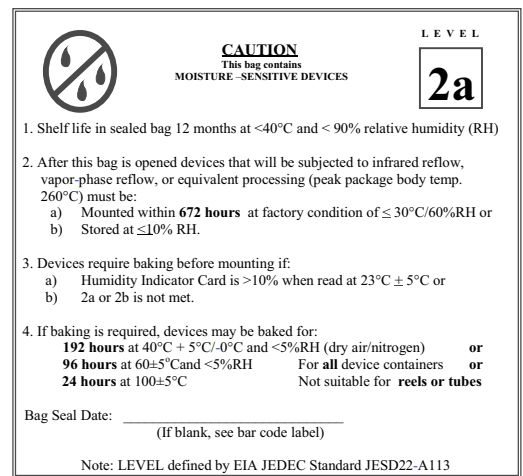 LEVEL
CAUTION
This bag contains
MOISTURE –SENSITIVE DEVICES
2a
1. Shelf life in sealed bag 12 months at <40°C and < 90% relative humidity (RH)
2. After this bag is opened devices that will be subjected to infrared reflow,
vapor-phase reflow, or equivalent processing (peak package body temp.
260°C) must be:
a) Mounted within 672 hours at factory condition of ≤ 30°C/60%RH or
b) Stored at ≤10% RH.
3. Devices require baking before mounting if:
a) Humidity Indicator Card is >10% when read at 23°C ± 5°C or
b) 2a or 2b is not met.
4. If baking is required, devices may be baked for:
192 hours at 40°C + 5°C/-0°C and <5%RH (dry air/nitrogen) or
96 hours at 60±5°Cand <5%RH For all device containers or
24 hours at 100±5°C Not suitable for reels or tubes
Bag Seal Date: ______________________________
(If blank, see bar code label)
Note: LEVEL defined by EIA JEDEC Standard JESD22-A113